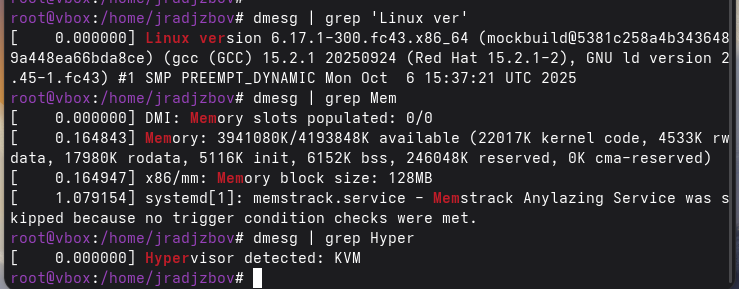 root@vbox:/home/jradjzbov# dmesg | grep 'Linux ver'
[    0.000000] Linux version 6.17.1-300.fc43.x86_64 (mockbuild@5381c258a4b343648
9a448ea66bda8ce) (gcc (GCC) 15.2.1 20250924 (Red Hat 15.2.1-2), GNU ld version 2
.45-1.fc43) #1 SMP PREEMPT_DYNAMIC Mon Oct  6 15:37:21 UTC 2025
root@vbox:/home/jradjzbov# dmesg | grep Mem
[    0.000000] DMI: Memory slots populated: 0/0
[    0.164843] Memory: 3941080K/4193848K available (22017K kernel code, 4533K rw
data, 17980K rodata, 5116K init, 6152K bss, 246048K reserved, 0K cma-reserved)
[    0.164947] x86/mm: Memory block size: 128MB
[    1.079154] systemd[1]: memstrack.service - Memstrack Anylazing Service was s
kipped because no trigger condition checks were met.
root@vbox:/home/jradjzbov# dmesg | grep Hyper
[    0.000000] Hypervisor detected: KVM
root@vbox:/home/jradjzbov#